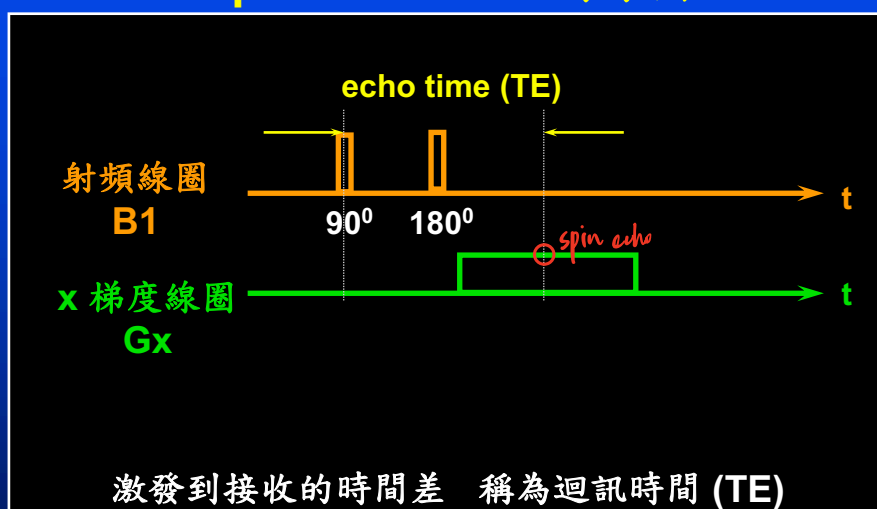 echo time (TE)
射頻線圈
B1
t
90⁰ 180⁰
spin echo
x 梯度線圈
Gx
t
激發到接收的時間差 稱為迴訊時間 (TE)